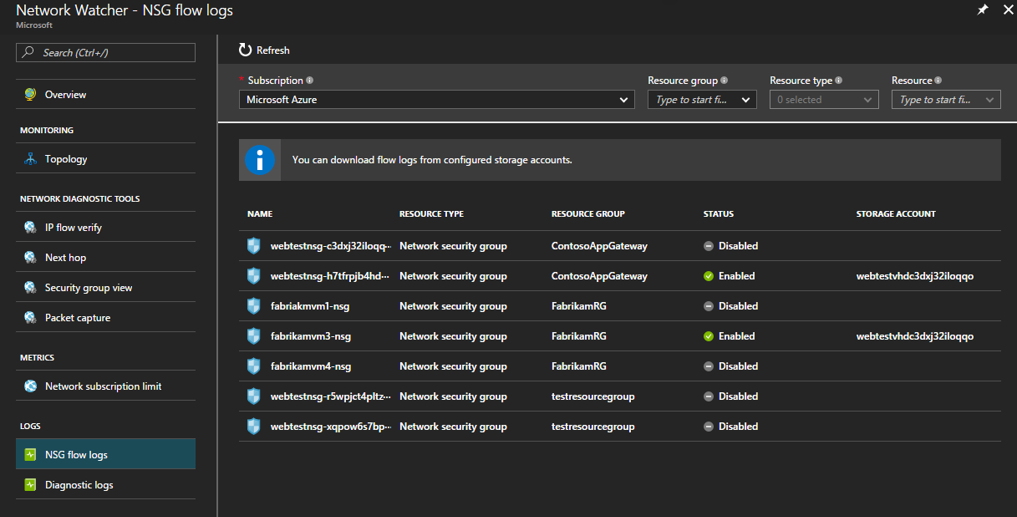 Network Watcher - NSG flow logs
Microsoft
Search (Ctrl+/)
Overview
MONITORING
Topology
NETWORK DIAGNOSTIC TOOLS
IP flow verify
Next hop
Security group view
Packet capture
METRICS
Network subscription limit
LOGS
NSG flow logs
Diagnostic logs
Refresh
* Subscription Resource group Resource type Resource
Microsoft Azure Type to start fi... 0 selected Type to start fi...
You can download flow logs from configured storage accounts.
NAME RESOURCE TYPE RESOURCE GROUP STATUS STORAGE ACCOUNT
webtestnsg-c3dxj32iloqq... Network security group ContosoAppGateway Disabled
webtestnsg-h7tfrpjb4hd... Network security group ContosoAppGateway Enabled webtestvhdc3dxj32iloqqo
fabriakmvm1-nsg Network security group FabrikamRG Disabled
fabrikamvm3-nsg Network security group FabrikamRG Enabled webtestvhdc3dxj32iloqqo
fabrikamvm4-nsg Network security group FabrikamRG Disabled
webtestnsg-r5wpjct4pltz... Network security group testresourcegroup Disabled
webtestnsg-xqpow6s7bp... Network security group testresourcegroup Disabled